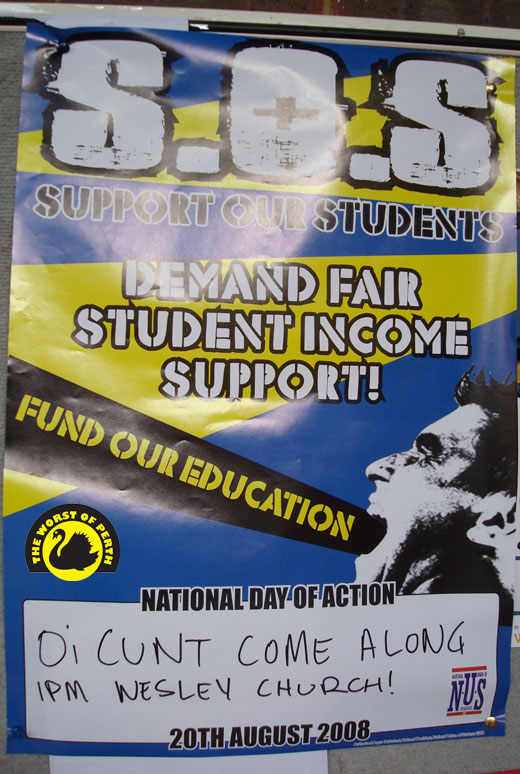 S.O.S
SUPPORT OUR STUDENTS
DEMAND FAIR
STUDENT INCOME
SUPPORT!
FUND OUR EDUCATION
THE WORST OF PERTH
NATIONAL DAY OF ACTION
Oi CUNT COME ALONG
1PM WESLEY CHURCH!
NUS
20TH AUGUST 2008